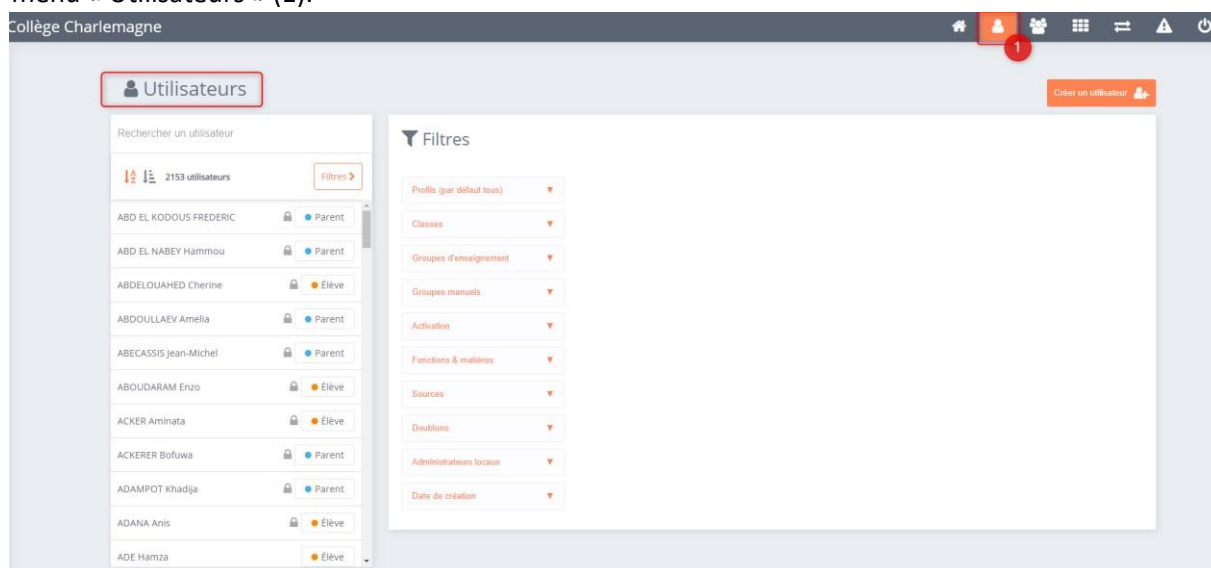 menu « Utilisateurs » (1).
Collège Charlemagne
1
Utilisateurs
Créer un utilisateur
Rechercher un utilisateur
2153 utilisateurs
Filtres
ABD EL KODOUS FREDERIC Parent
ABD EL NABEY Hammou Parent
ABDELOUAHED Cherine Élève
ABDOULLAEV Amelia Parent
ABECASSIS Jean-Michel Parent
ABOUDARAM Enzo Élève
ACKER Aminata Élève
ACKERER Bofuwa Parent
ADAMPOT Khadija Parent
ADANA Anis Élève
ADE Hamza Élève
Filtres
Profils (par défaut tous)
Classes
Groupes d'enseignement
Groupes manuels
Activation
Fonctions & matières
Sources
Doublons
Administrateurs locaux
Date de création